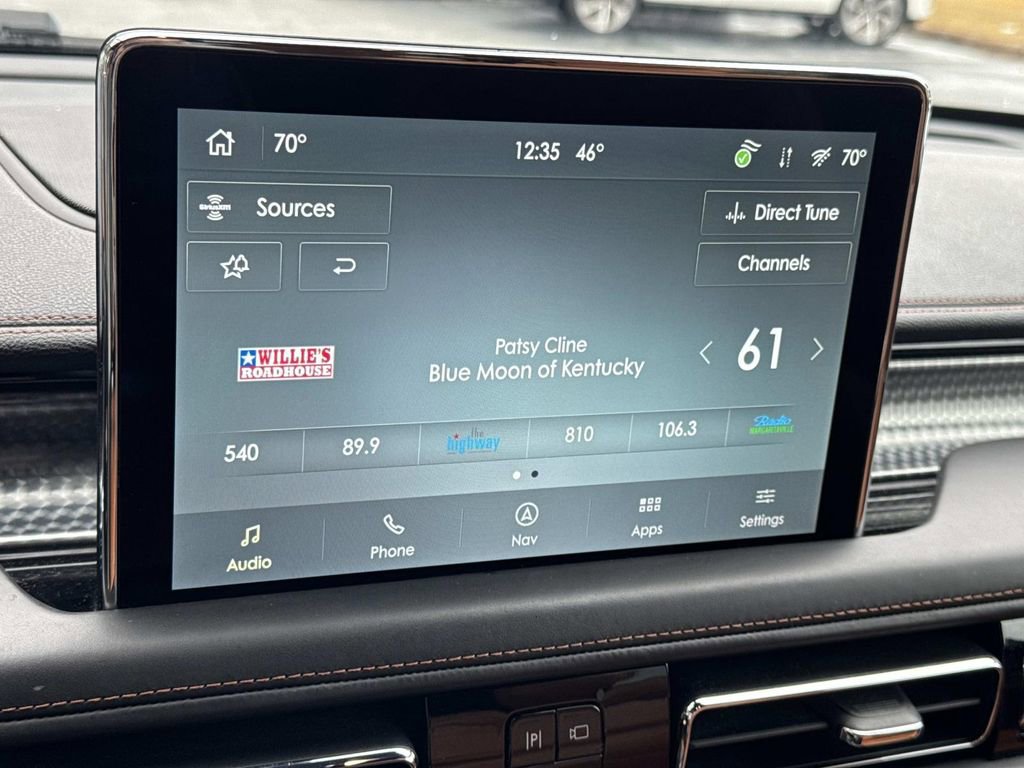 70° 12:35 46° 70°
SiriusXM Sources Direct Tune
Channels
WILLIE'S
ROADHOUSE
Patsy Cline
Blue Moon of Kentucky
61
540 89.9 the highway 810 106.3 Radio MARGARITAVILLE
Audio Phone Nav Apps Settings
P